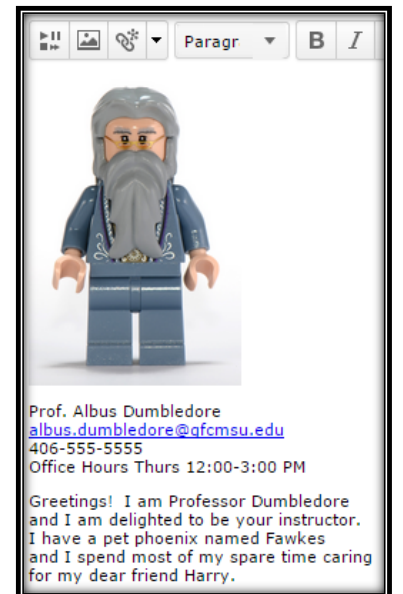 Paragr
B I
Prof. Albus Dumbledore
albus.dumbledore@gfcmsu.edu
406-555-5555
Office Hours Thurs 12:00-3:00 PM
Greetings!  I am Professor Dumbledore
and I am delighted to be your instructor.
I have a pet phoenix named Fawkes
and I spend most of my spare time caring
for my dear friend Harry.